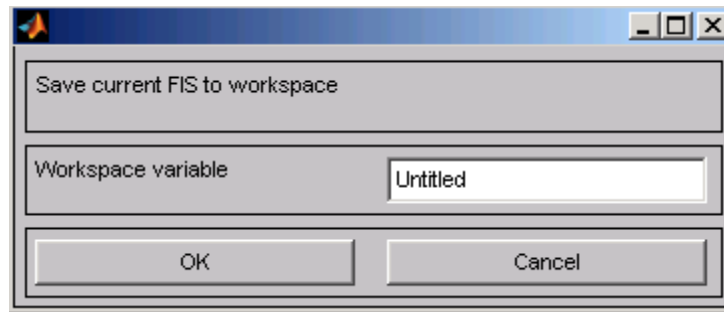 Save current FIS to workspace
Workspace variable
Untitled
OK
Cancel